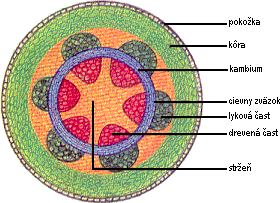 pokožka
kôra
kambium
cievny zväzok
lyková časť
drevená časť
stržeň